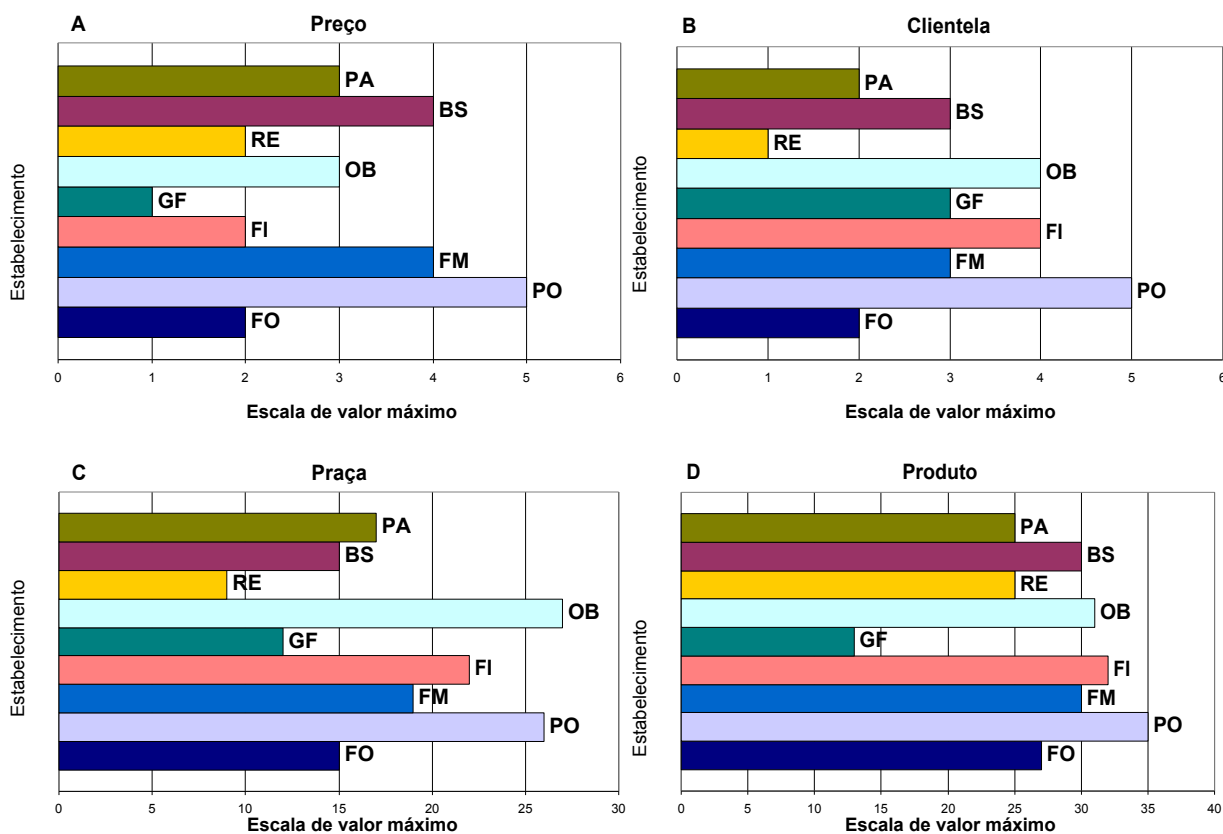 A Preço
Estabelecimento
PA
BS
RE
OB
GF
FI
FM
PO
FO
0 1 2 3 4 5 6
Escala de valor máximo
B Clientela
Estabelecimento
PA
BS
RE
OB
GF
FI
FM
PO
FO
0 1 2 3 4 5 6
Escala de valor máximo
C Praça
Estabelecimento
PA
BS
RE
OB
GF
FI
FM
PO
FO
0 5 10 15 20 25 30
Escala de valor máximo
D Produto
Estabelecimento
PA
BS
RE
OB
GF
FI
FM
PO
FO
0 5 10 15 20 25 30 35 40
Escala de valor máximo